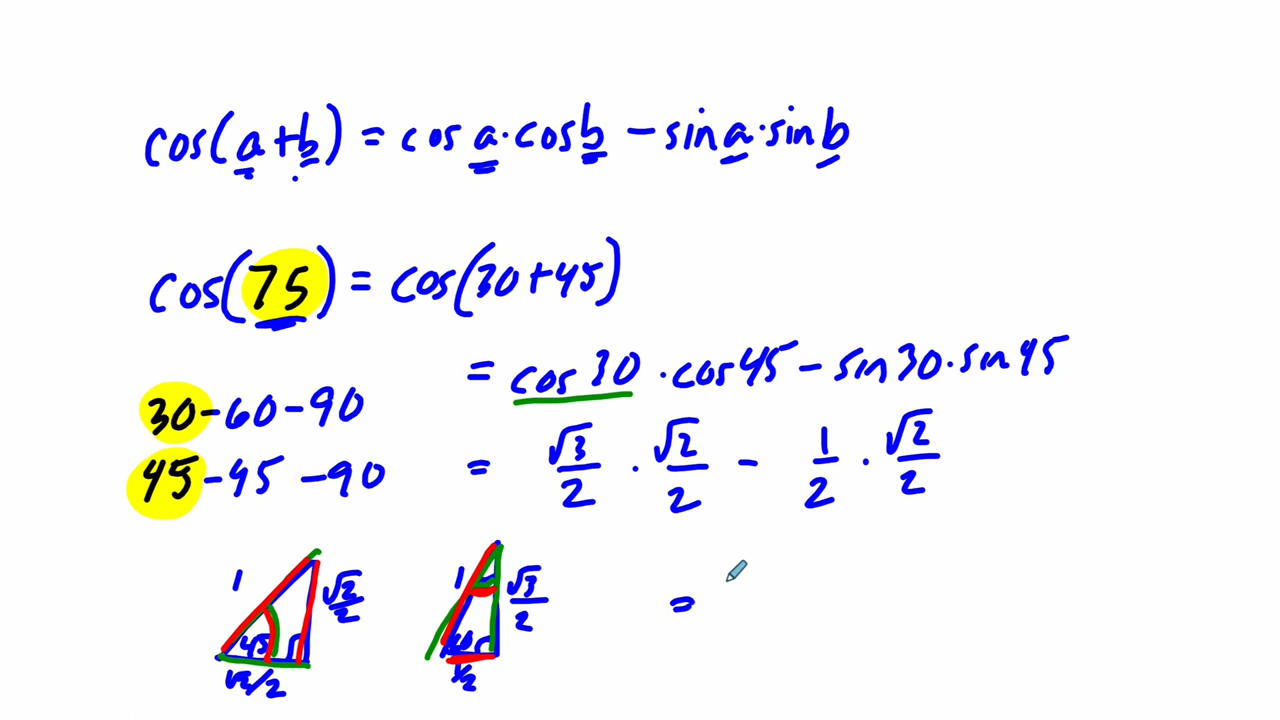 cos(a+b) = cos a · cos b − sin a · sin b
cos(75) = cos(30+45)
= cos 30 · cos 45 − sin 30 · sin 45
30-60-90
= √3/2 · √2/2 − 1/2 · √2/2
45-45-90
1 √2/2 45 √2/2
1 √3/2 60 1/2
=